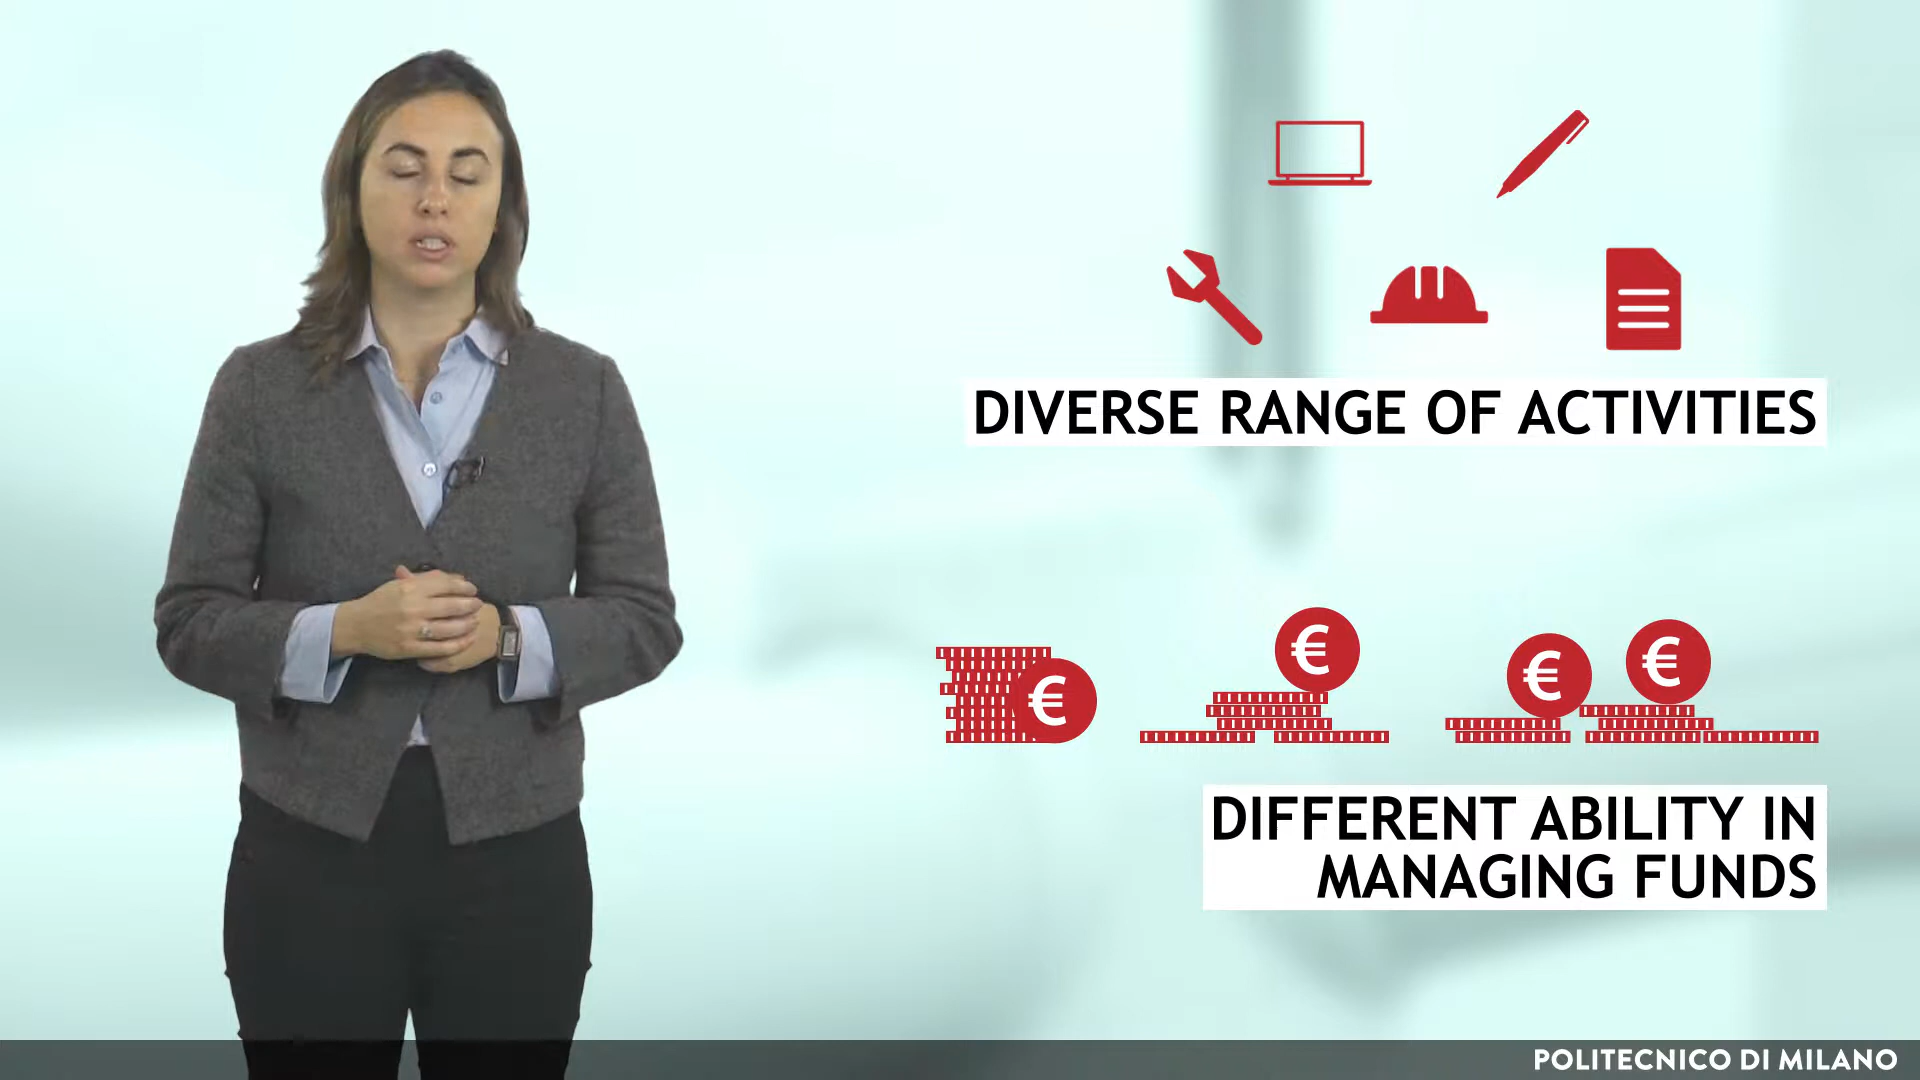 DIVERSE RANGE OF ACTIVITIES
€
€
€
€
DIFFERENT ABILITY IN
MANAGING FUNDS
POLITECNICO DI MILANO